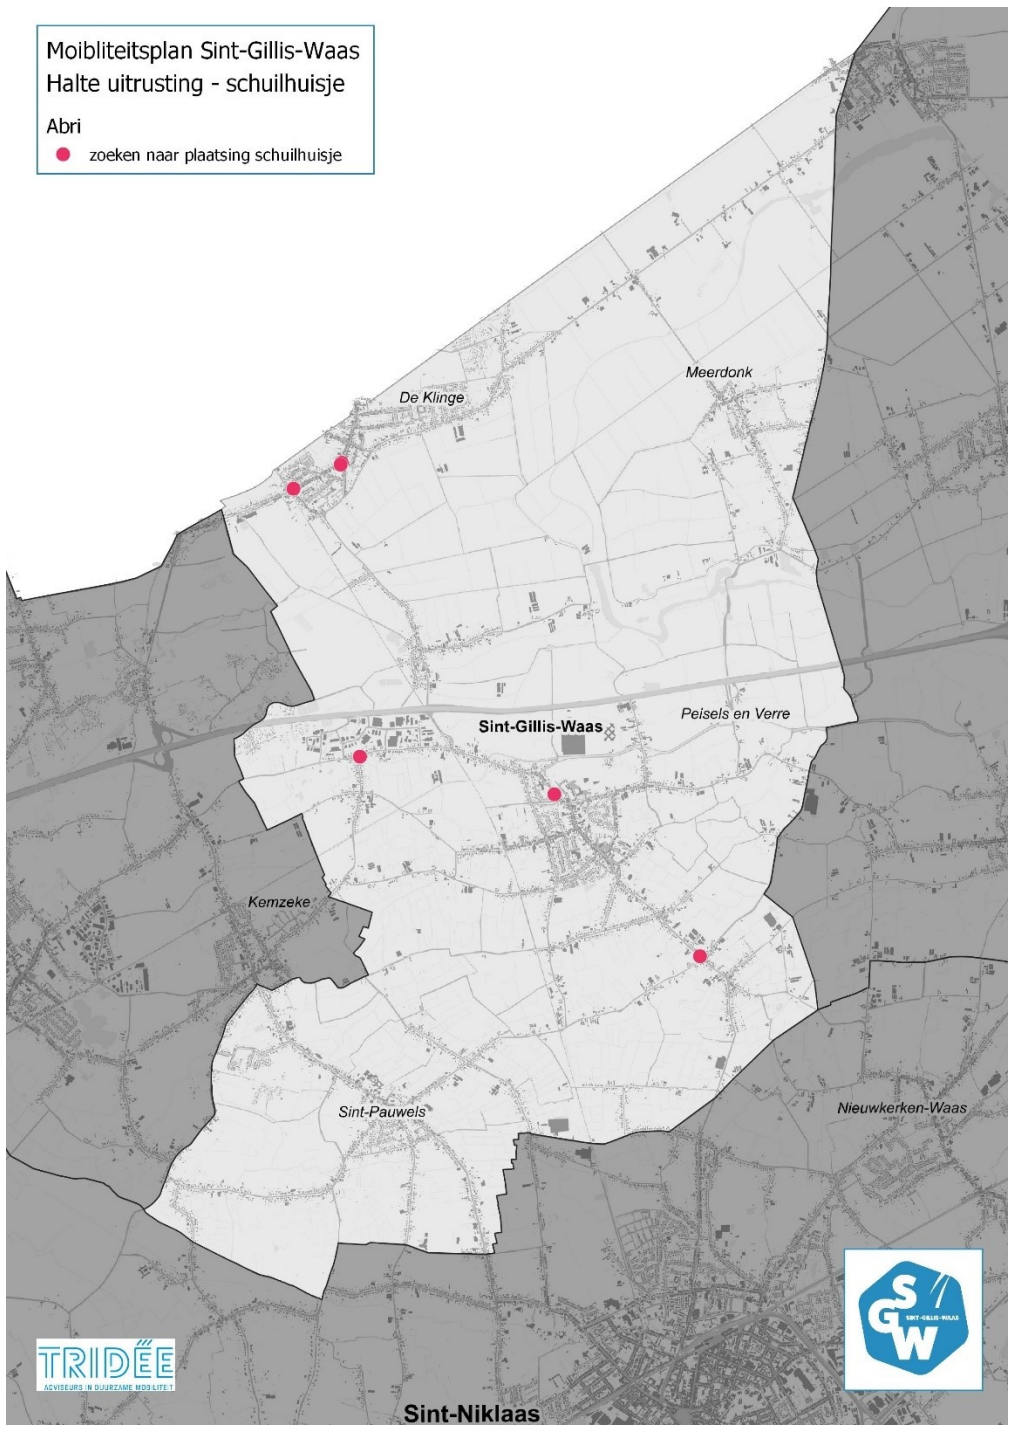 Moibliteitsplan Sint-Gillis-Waas
Halte uitrusting - schuilhuisje
Abri
zoeken naar plaatsing schuilhuisje
Meerdonk
De Klinge
Peisels en Verre
Sint-Gillis-Waas
Kemzeke
Nieuwkerken-Waas
Sint-Pauwels
SGW
SINT-GILLIS-WAAS
TRIDÉE
ADVISEURS IN DUURZAME MOBILITEIT
Sint-Niklaas